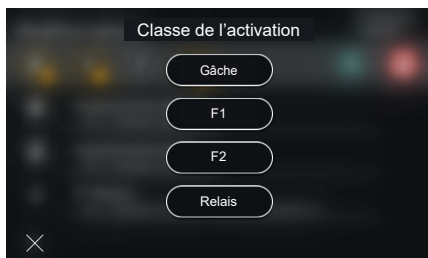 Classe de l’activation
Gâche
F1
F2
Relais